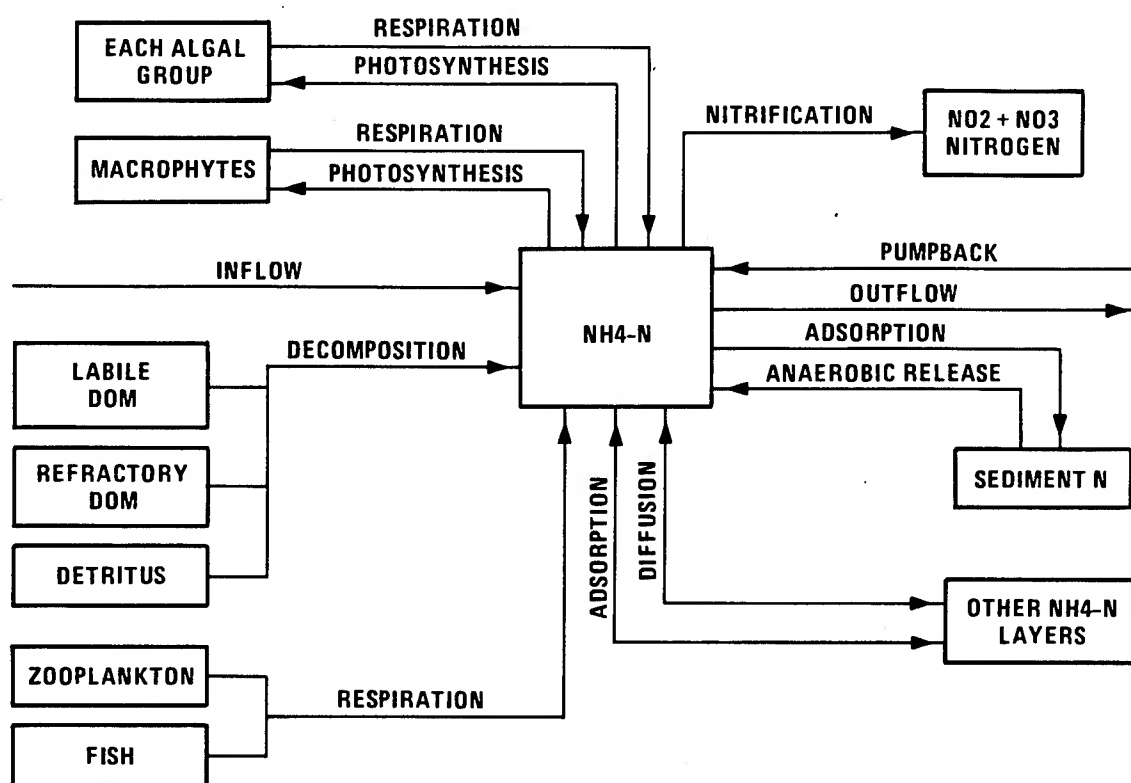 EACH ALGAL
GROUP
RESPIRATION
PHOTOSYNTHESIS
MACROPHYTES
RESPIRATION
PHOTOSYNTHESIS
NITRIFICATION
NO2 + NO3
NITROGEN
INFLOW
NH4-N
PUMPBACK
OUTFLOW
ADSORPTION
ANAEROBIC RELEASE
SEDIMENT N
LABILE
DOM
DECOMPOSITION
REFRACTORY
DOM
DETRITUS
ADSORPTION
DIFFUSION
OTHER NH4-N
LAYERS
ZOOPLANKTON
RESPIRATION
FISH